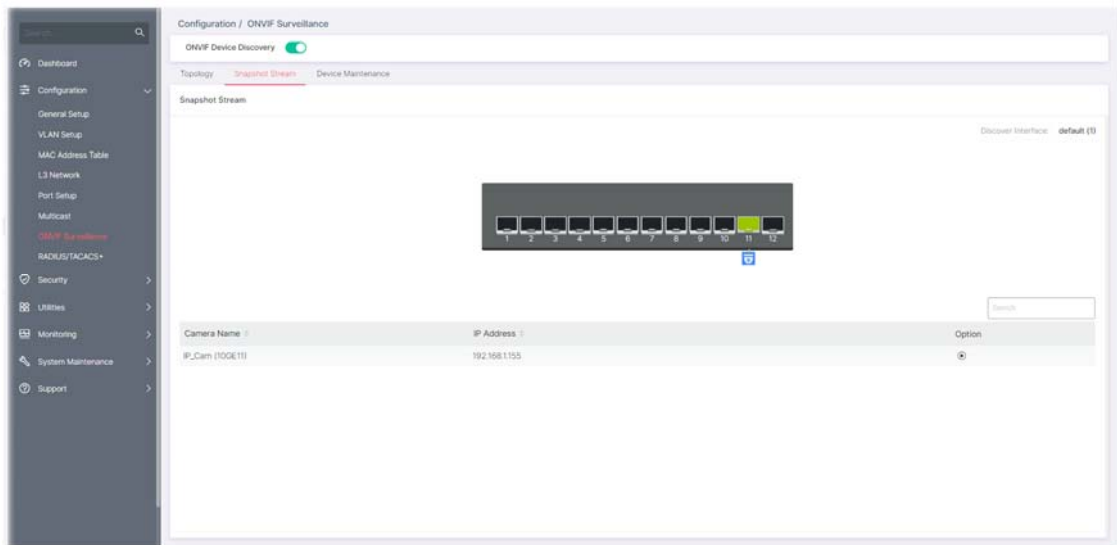 Configuration / ONVIF Surveillance
Search
ONVIF Device Discovery
Dashboard
Configuration
General Setup
VLAN Setup
MAC Address Table
L3 Network
Port Setup
Multicast
ONVIF Surveillance
RADIUS/TACACS+
Security
Utilities
Monitoring
System Maintenance
Support
Topology Snapshot Stream Device Maintenance
Snapshot Stream
Discover Interface default (1)
1 2 3 4 5 6 7 8 9 10 11 12
Search
Camera Name IP Address Option
IP_Cam (10GE11) 192.168.1.155